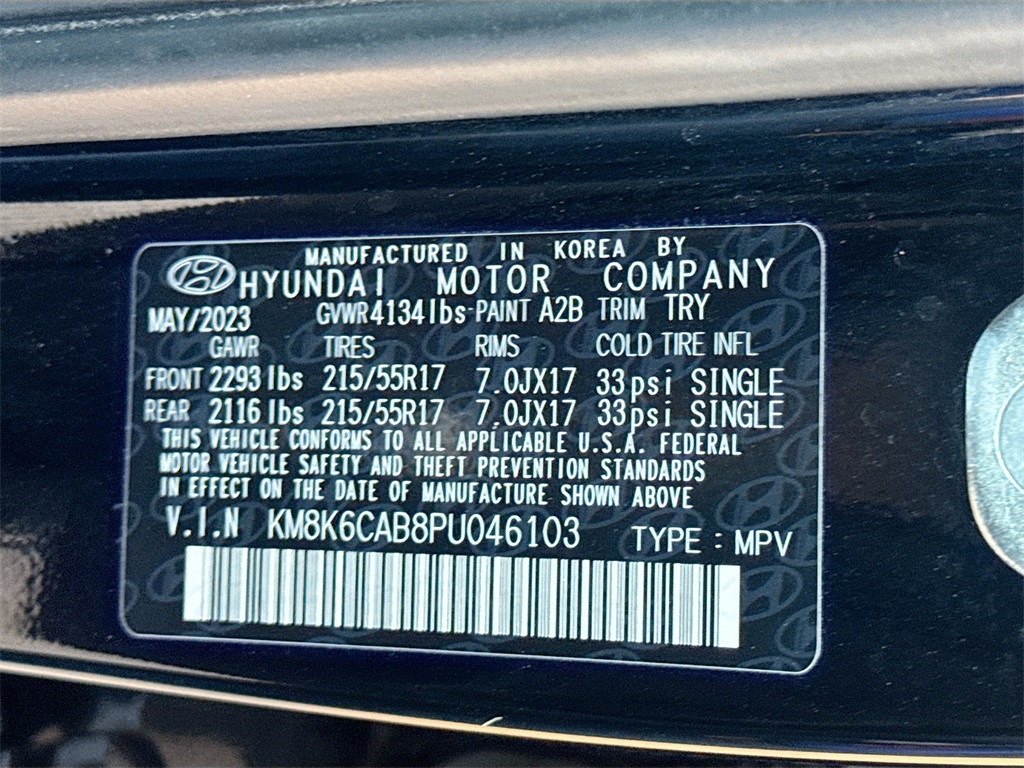 MANUFACTURED IN KOREA BY
HYUNDAI MOTOR COMPANY
MAY/2023 GVWR 4134 lbs PAINT A2B TRIM TRY
GAWR TIRES RIMS COLD TIRE INFL
FRONT 2293 lbs 215/55R17 7.0JX17 33psi SINGLE
REAR 2116 lbs 215/55R17 7.0JX17 33psi SINGLE
THIS VEHICLE CONFORMS TO ALL APPLICABLE U.S.A. FEDERAL
MOTOR VEHICLE SAFETY AND THEFT PREVENTION STANDARDS
IN EFFECT ON THE DATE OF MANUFACTURE SHOWN ABOVE
V.I.N KM8K6CAB8PU046103 TYPE : MPV